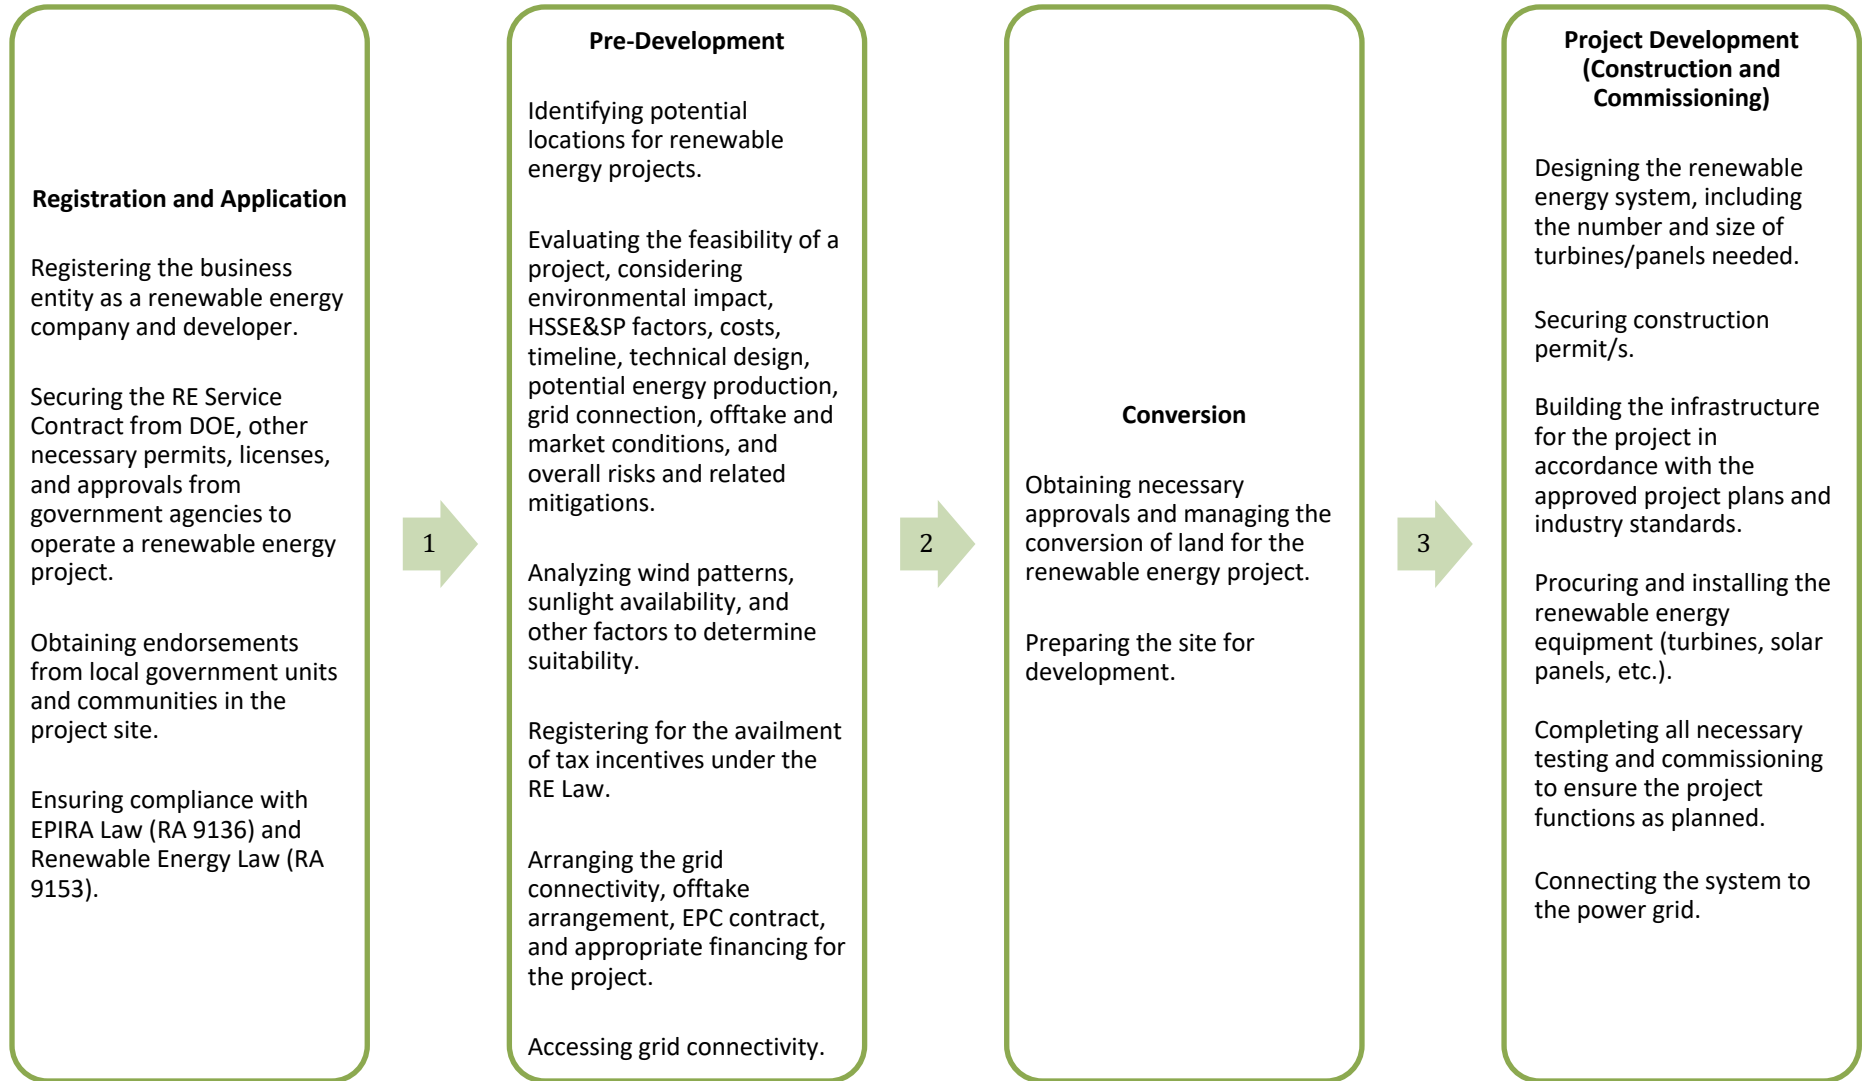 Registration and Application
Registering the business
entity as a renewable energy
company and developer.
Securing the RE Service
Contract from DOE, other
necessary permits, licenses,
and approvals from
government agencies to
operate a renewable energy
project.
Obtaining endorsements
from local government units
and communities in the
project site.
Ensuring compliance with
EPIRA Law (RA 9136) and
Renewable Energy Law (RA
9153).
1
Pre-Development
Identifying potential
locations for renewable
energy projects.
Evaluating the feasibility of a
project, considering
environmental impact,
HSSE&SP factors, costs,
timeline, technical design,
potential energy production,
grid connection, offtake and
market conditions, and
overall risks and related
mitigations.
Analyzing wind patterns,
sunlight availability, and
other factors to determine
suitability.
Registering for the availment
of tax incentives under the
RE Law.
Arranging the grid
connectivity, offtake
arrangement, EPC contract,
and appropriate financing for
the project.
Accessing grid connectivity.
2
Conversion
Obtaining necessary
approvals and managing the
conversion of land for the
renewable energy project.
Preparing the site for
development.
3
Project Development
(Construction and
Commissioning)
Designing the renewable
energy system, including
the number and size of
turbines/panels needed.
Securing construction
permit/s.
Building the infrastructure
for the project in
accordance with the
approved project plans and
industry standards.
Procuring and installing the
renewable energy
equipment (turbines, solar
panels, etc.).
Completing all necessary
testing and commissioning
to ensure the project
functions as planned.
Connecting the system to
the power grid.